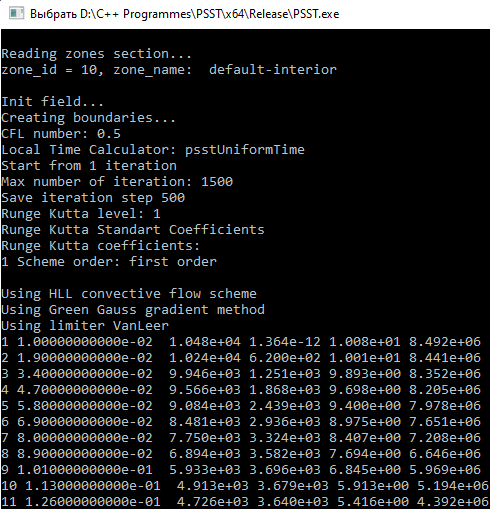 Выбрать D:\C++ Programmes\PSST\x64\Release\PSST.exe
Reading zones section...
zone_id = 10, zone_name:  default-interior
Init field...
Creating boundaries...
CFL number: 0.5
Local Time Calculator: psstUniformTime
Start from 1 iteration
Max number of iteration: 1500
Save iteration step 500
Runge Kutta level: 1
Runge Kutta Standart Coefficients
Runge Kutta coefficients:
1 Scheme order: first order
Using HLL convective flow scheme
Using Green Gauss gradient method
Using limiter VanLeer
1 1.00000000000e-02  1.048e+04 1.364e-12 1.008e+01 8.492e+06
2 1.90000000000e-02  1.024e+04 6.200e+02 1.001e+01 8.441e+06
3 3.40000000000e-02  9.946e+03 1.251e+03 9.893e+00 8.352e+06
4 4.70000000000e-02  9.566e+03 1.868e+03 9.698e+00 8.205e+06
5 5.80000000000e-02  9.084e+03 2.439e+03 9.400e+00 7.978e+06
6 6.90000000000e-02  8.481e+03 2.936e+03 8.975e+00 7.651e+06
7 8.00000000000e-02  7.750e+03 3.324e+03 8.407e+00 7.208e+06
8 8.90000000000e-02  6.894e+03 3.582e+03 7.694e+00 6.646e+06
9 1.01000000000e-01  5.933e+03 3.696e+03 6.845e+00 5.969e+06
10 1.13000000000e-01  4.913e+03 3.679e+03 5.913e+00 5.194e+06
11 1.26000000000e-01  4.726e+03 3.640e+03 5.416e+00 4.392e+06